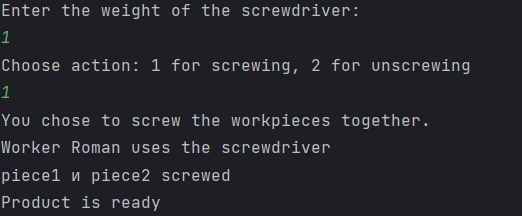 Enter the weight of the screwdriver:
1
Choose action: 1 for screwing, 2 for unscrewing
1
You chose to screw the workpieces together.
Worker Roman uses the screwdriver
piece1 и piece2 screwed
Product is ready